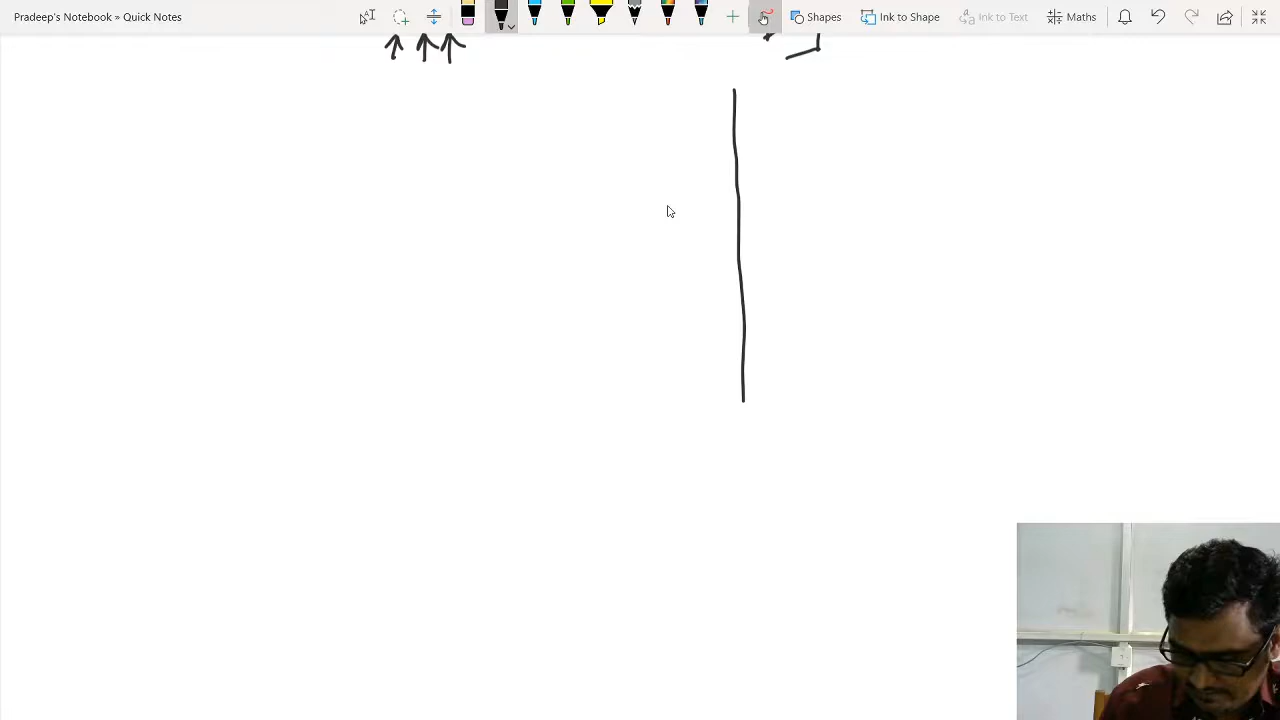 Pradeep's Notebook » Quick Notes
Shapes
Ink to Shape
Ink to Text
Maths